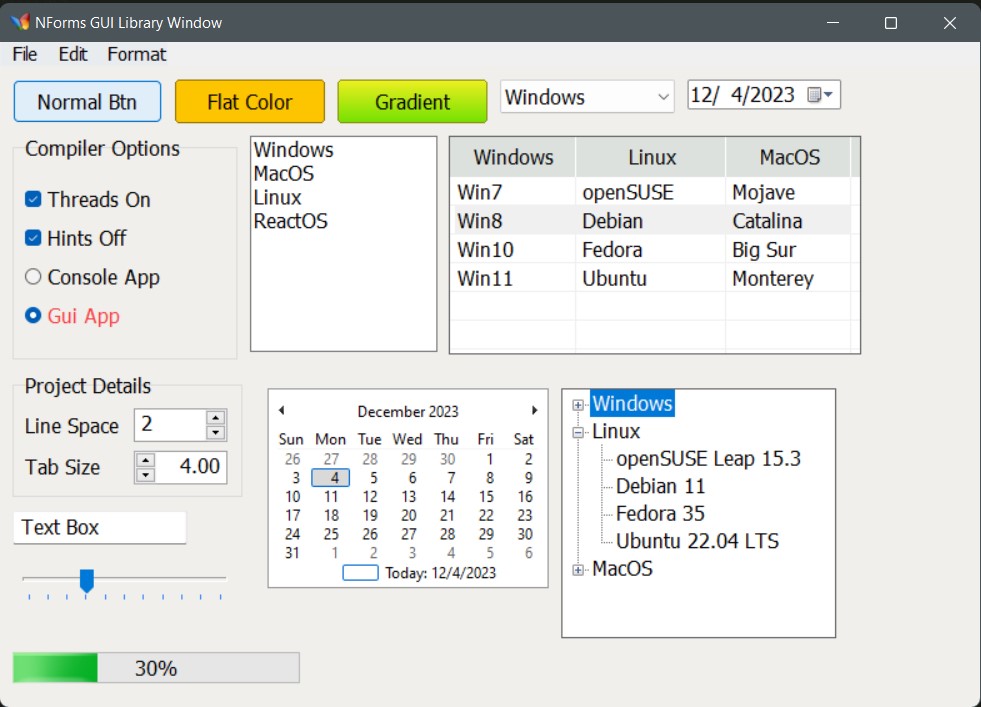 NForms GUI Library Window
File Edit Format
Normal Btn Flat Color Gradient Windows 12/ 4/2023
Compiler Options
Threads On
Hints Off
Console App
Gui App
Windows
MacOS
Linux
ReactOS
Windows Linux MacOS
Win7 openSUSE Mojave
Win8 Debian Catalina
Win10 Fedora Big Sur
Win11 Ubuntu Monterey
Project Details
Line Space 2
Tab Size 4.00
Text Box
30%
December 2023
Sun Mon Tue Wed Thu Fri Sat
26 27 28 29 30 1 2
3 4 5 6 7 8 9
10 11 12 13 14 15 16
17 18 19 20 21 22 23
24 25 26 27 28 29 30
31 1 2 3 4 5 6
Today: 12/4/2023
Windows
Linux
openSUSE Leap 15.3
Debian 11
Fedora 35
Ubuntu 22.04 LTS
MacOS